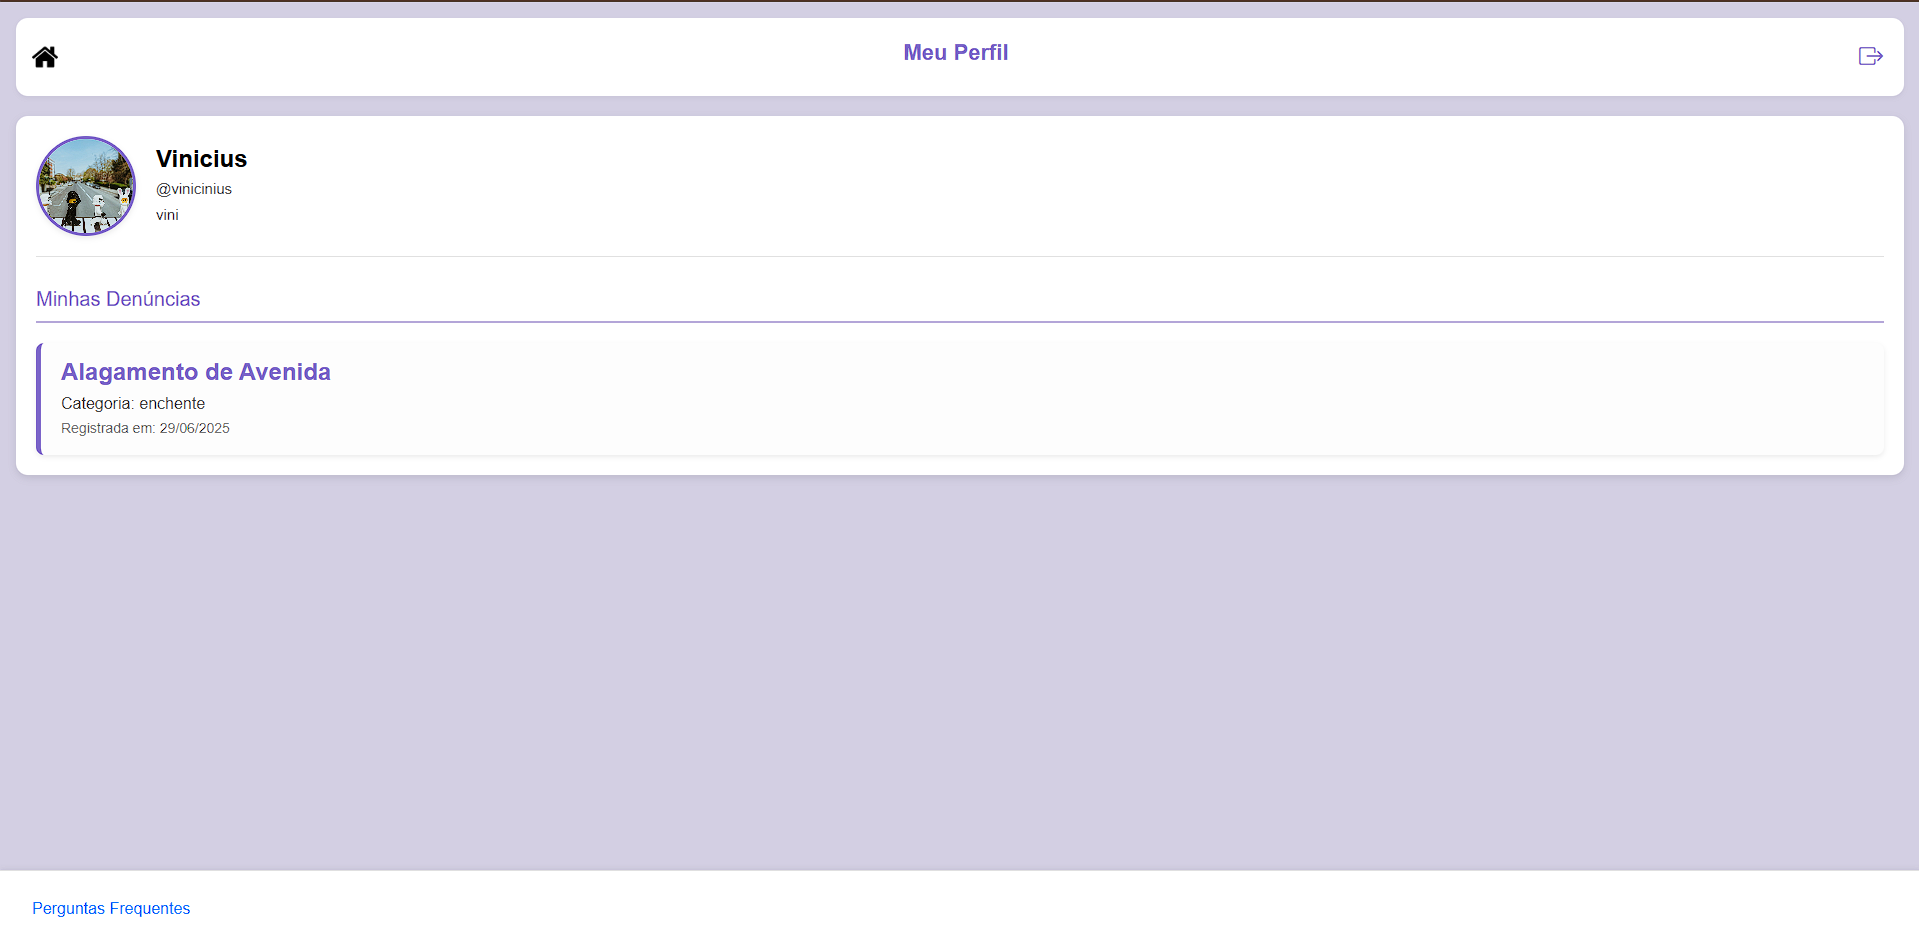 Meu Perfil
Vinicius
@vinicinius
vini
Minhas Denúncias
Alagamento de Avenida
Categoria: enchente
Registrada em: 29/06/2025
Perguntas Frequentes